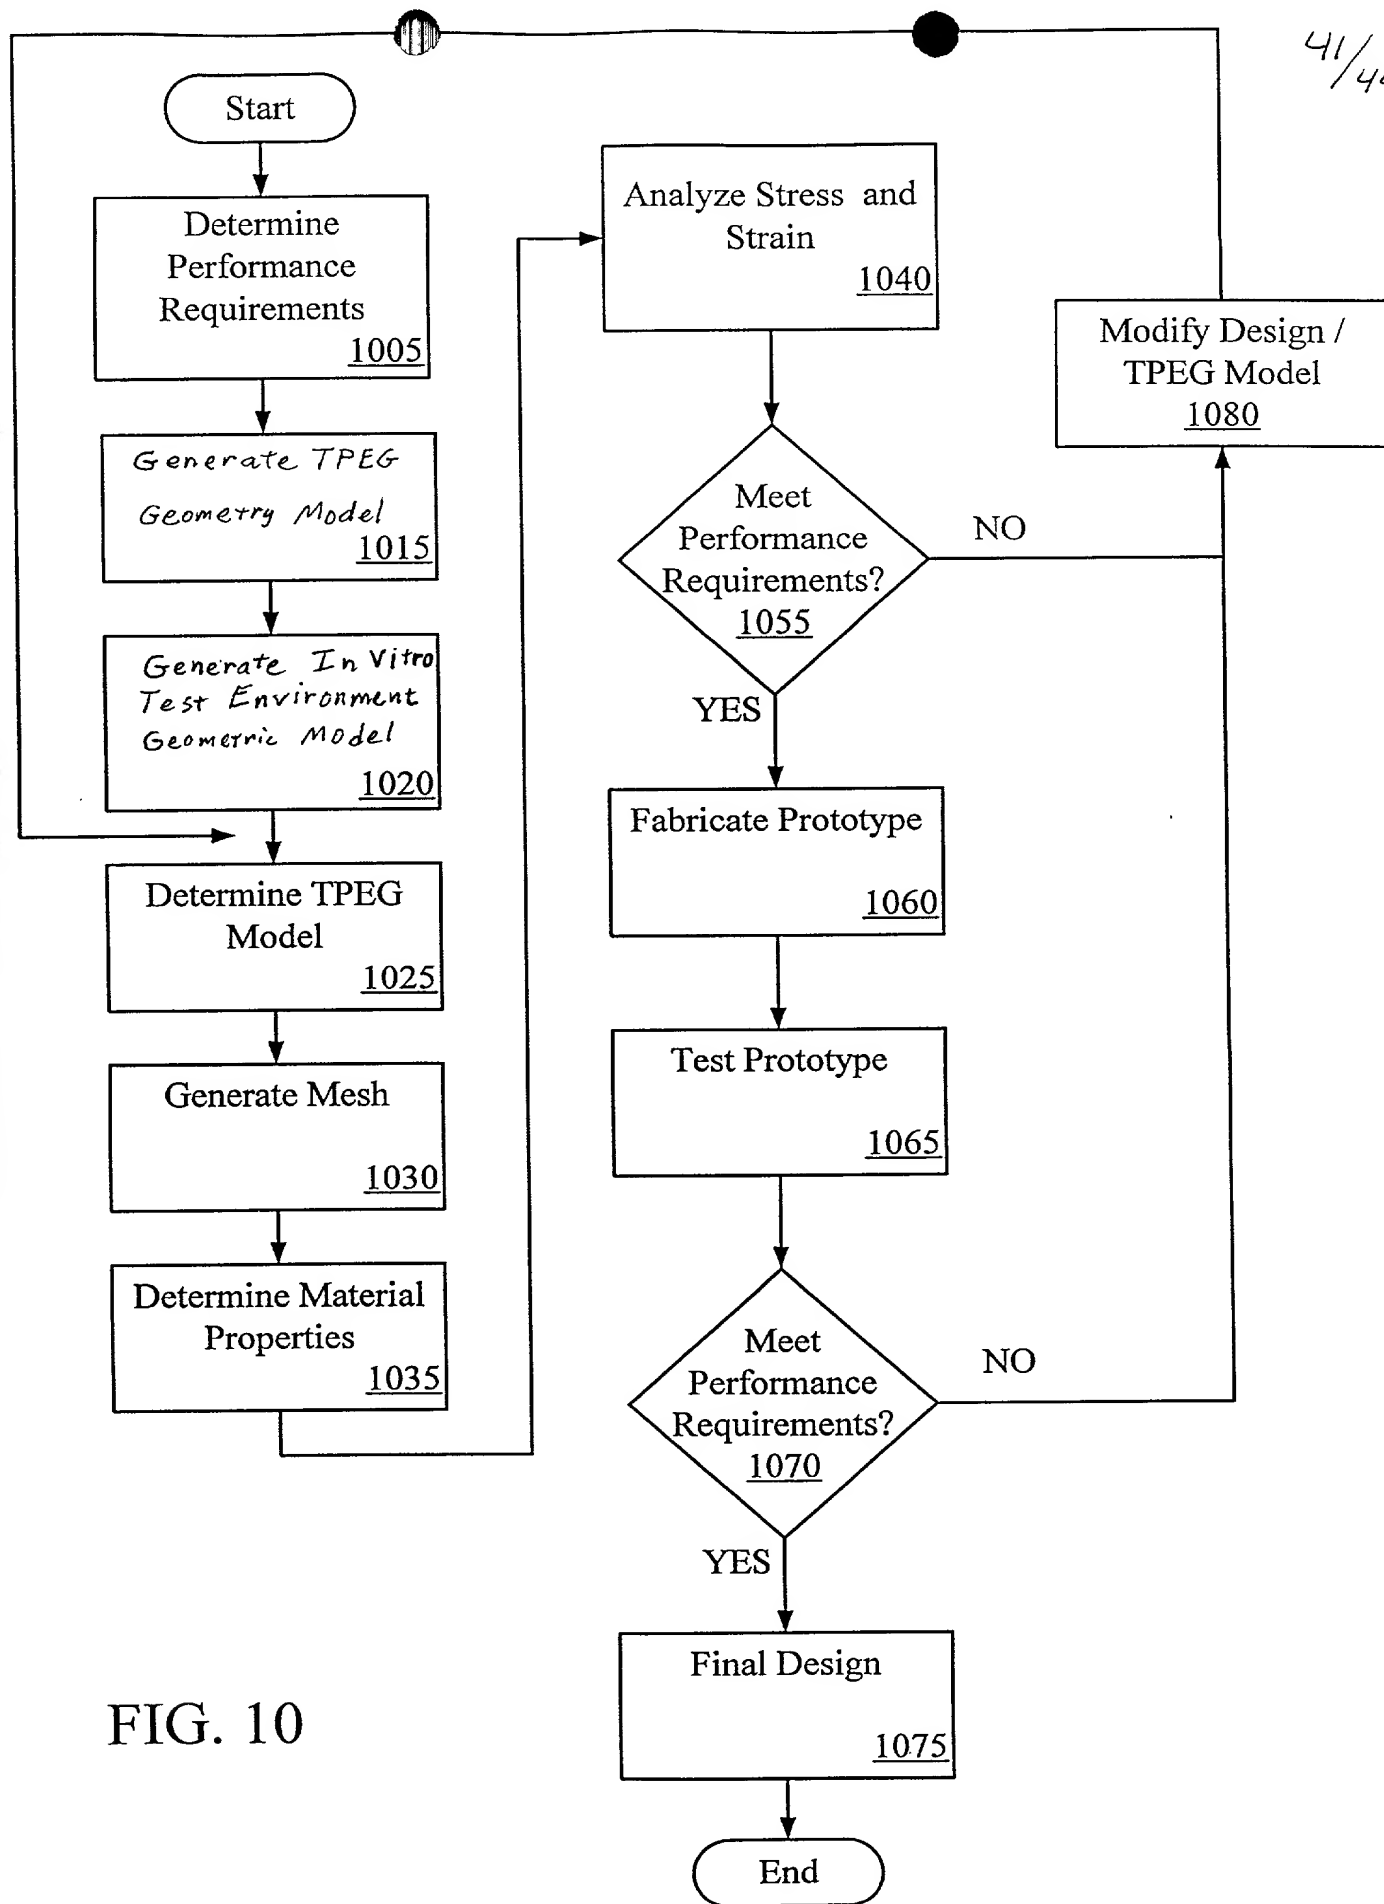 41/44
Start
Determine
Performance
Requirements
1005
Generate TPEG
Geometry Model
1015
Generate In Vitro
Test Environment
Geometric Model
1020
Determine TPEG
Model
1025
Generate Mesh
1030
Determine Material
Properties
1035
Analyze Stress and
Strain
1040
Meet
Performance
Requirements?
1055
NO
YES
Fabricate Prototype
1060
Test Prototype
1065
Meet
Performance
Requirements?
1070
NO
YES
Final Design
1075
End
Modify Design /
TPEG Model
1080
FIG. 10